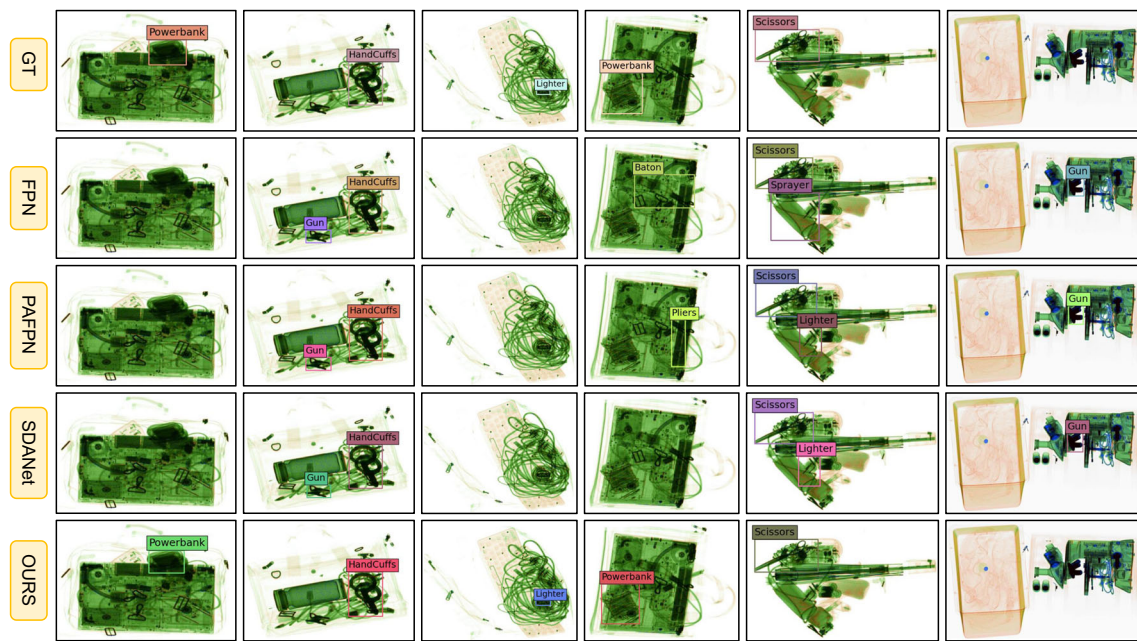 GT
Powerbank
HandCuffs
Lighter
Powerbank
Scissors
FPN
HandCuffs
Gun
Baton
Scissors
Sprayer
Gun
PAFPN
HandCuffs
Gun
Pliers
Scissors
Lighter
Gun
SDANet
HandCuffs
Gun
Scissors
Lighter
Gun
OURS
Powerbank
HandCuffs
Lighter
Powerbank
Scissors